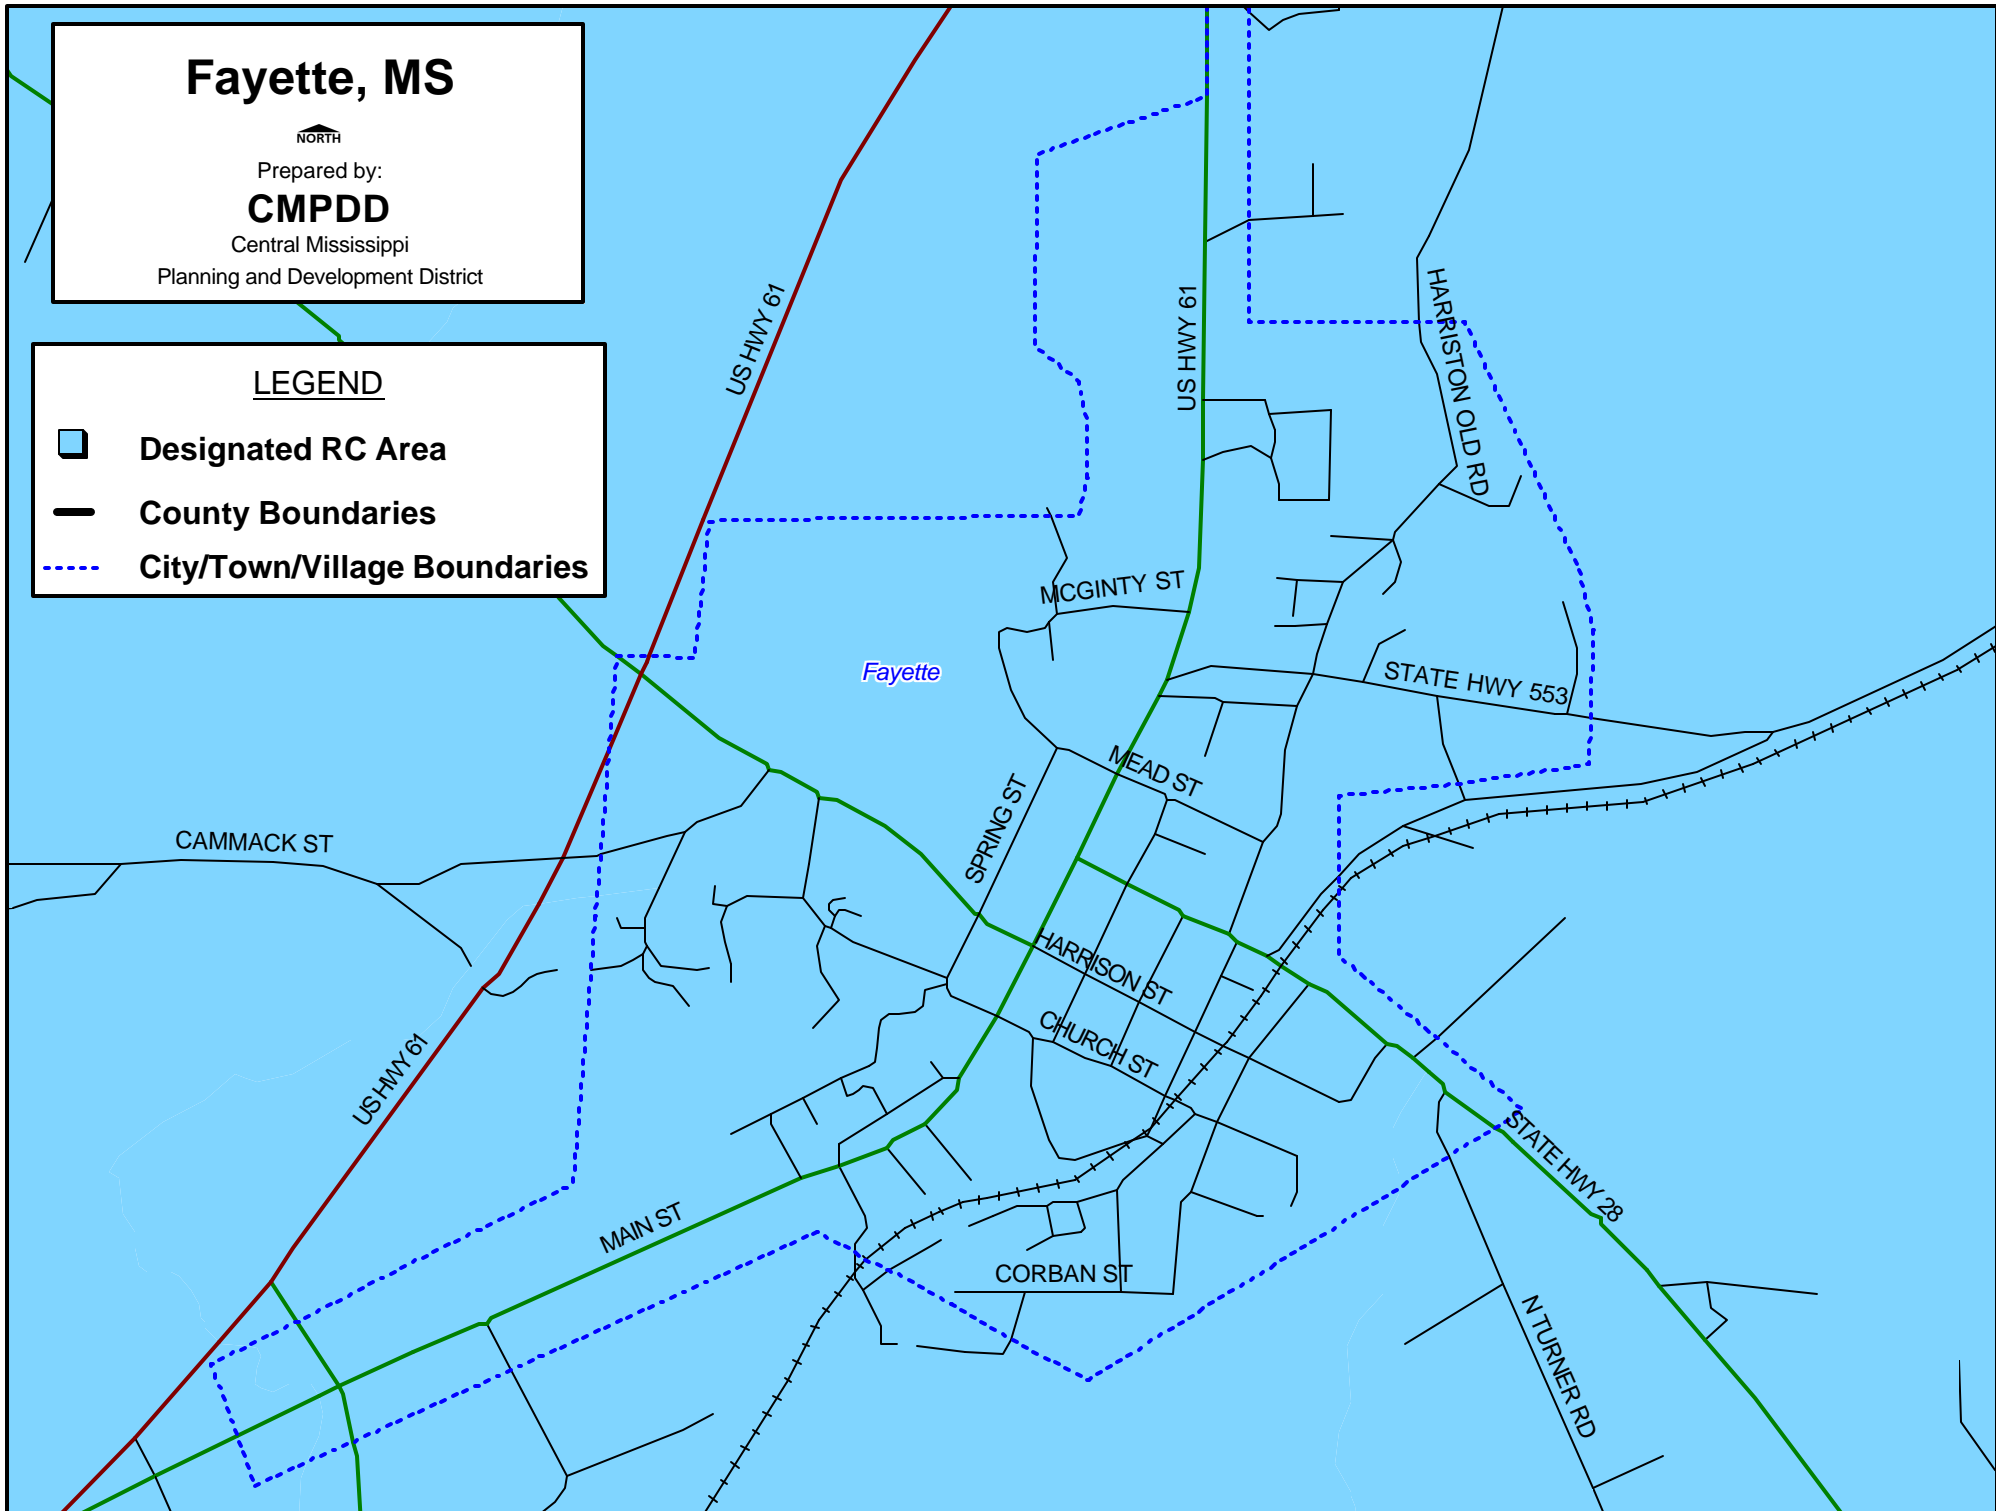 Fayette, MS
NORTH
Prepared by:
CMPDD
Central Mississippi
Planning and Development District
LEGEND
Designated RC Area
County Boundaries
City/Town/Village Boundaries
US HWY 61
US HWY 61
HARRISTON OLD RD
MCGINTY ST
Fayette
STATE HWY 553
MEAD ST
SPRING ST
CAMMACK ST
HARRISON ST
CHURCH ST
US HWY 61
STATE HWY 28
MAIN ST
CORBAN ST
N TURNER RD